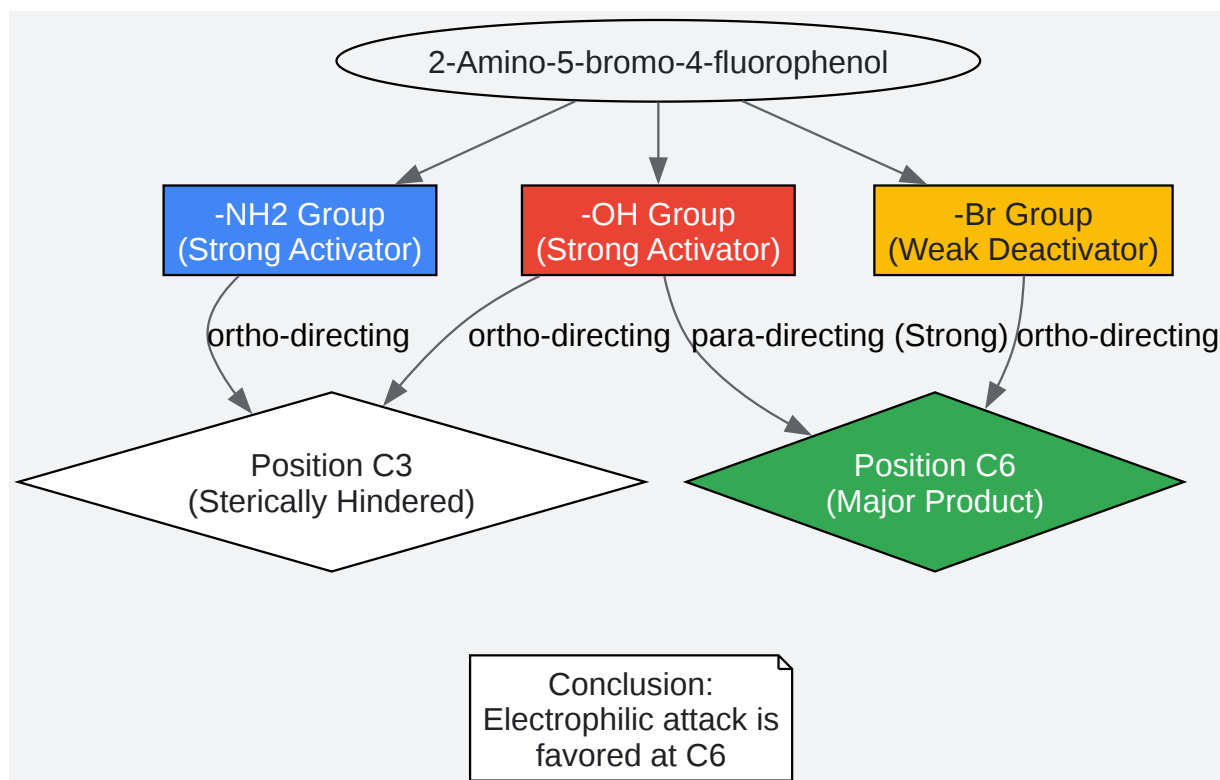 2-Amino-5-bromo-4-fluorophenol
-NH2 Group
(Strong Activator)
-OH Group
(Strong Activator)
-Br Group
(Weak Deactivator)
ortho-directing
ortho-directing
para-directing (Strong)
ortho-directing
Position C3
(Sterically Hindered)
Position C6
(Major Product)
Conclusion:
Electrophilic attack is
favored at C6